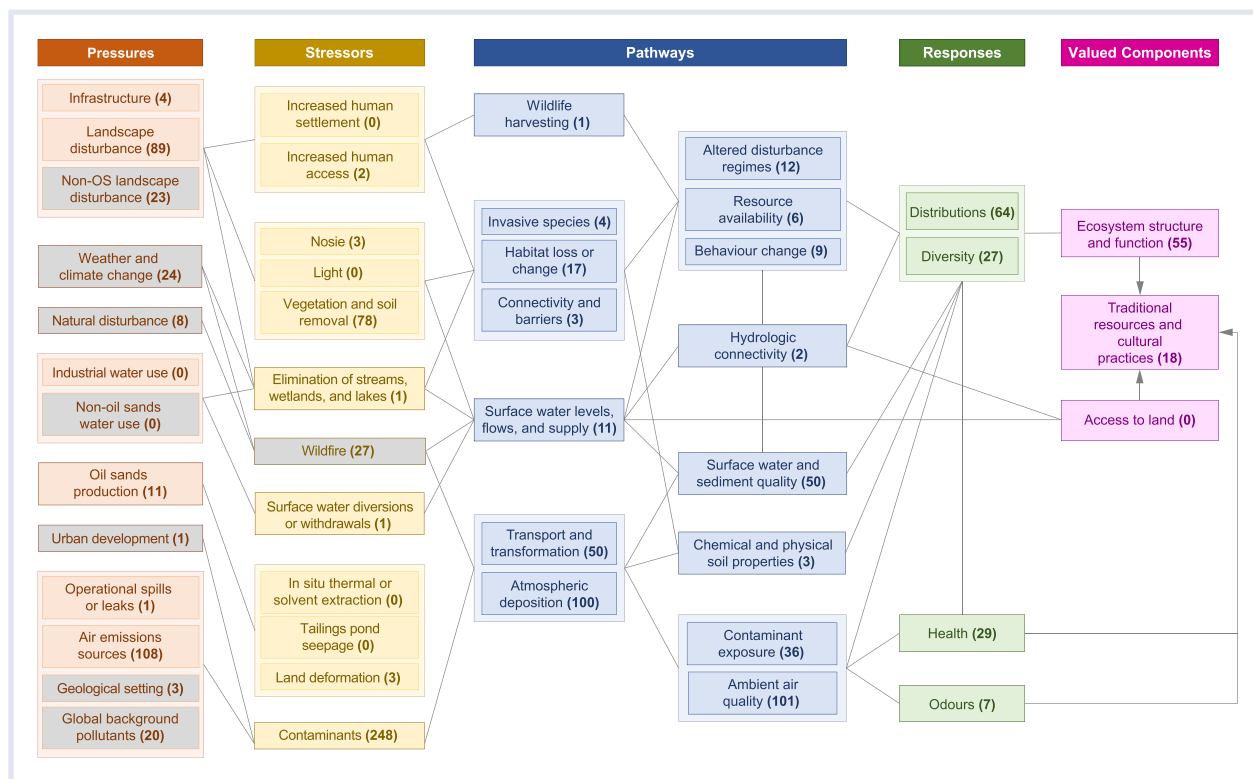 Pressures
Stressors
Pathways
Responses
Valued Components
Infrastructure (4)
Landscape
disturbance (89)
Non-OS landscape
disturbance (23)
Weather and
climate change (24)
Natural disturbance (8)
Industrial water use (0)
Non-oil sands
water use (0)
Oil sands
production (11)
Urban development (1)
Operational spills
or leaks (1)
Air emissions
sources (108)
Geological setting (3)
Global background
pollutants (20)
Increased human
settlement (0)
Increased human
access (2)
Nosie (3)
Light (0)
Vegetation and soil
removal (78)
Elimination of streams,
wetlands, and lakes (1)
Wildfire (27)
Surface water diversions
or withdrawals (1)
In situ thermal or
solvent extraction (0)
Tailings pond
seepage (0)
Land deformation (3)
Contaminants (248)
Wildlife
harvesting (1)
Invasive species (4)
Habitat loss or
change (17)
Connectivity and
barriers (3)
Surface water levels,
flows, and supply (11)
Transport and
transformation (50)
Atmospheric
deposition (100)
Altered disturbance
regimes (12)
Resource
availability (6)
Behaviour change (9)
Hydrologic
connectivity (2)
Surface water and
sediment quality (50)
Chemical and physical
soil properties (3)
Contaminant
exposure (36)
Ambient air
quality (101)
Distributions (64)
Diversity (27)
Health (29)
Odours (7)
Ecosystem structure
and function (55)
Traditional
resources and
cultural
practices (18)
Access to land (0)